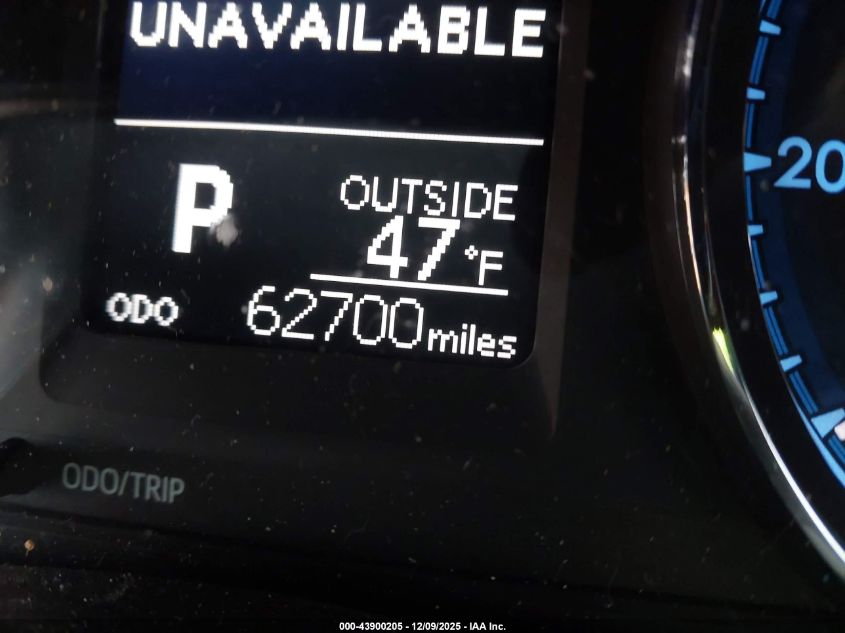 UNAVAILABLE
P
OUTSIDE
47°F
ODO 62700 miles
20
ODO/TRIP
000-43900205 - 12/09/2025 - IAA Inc.